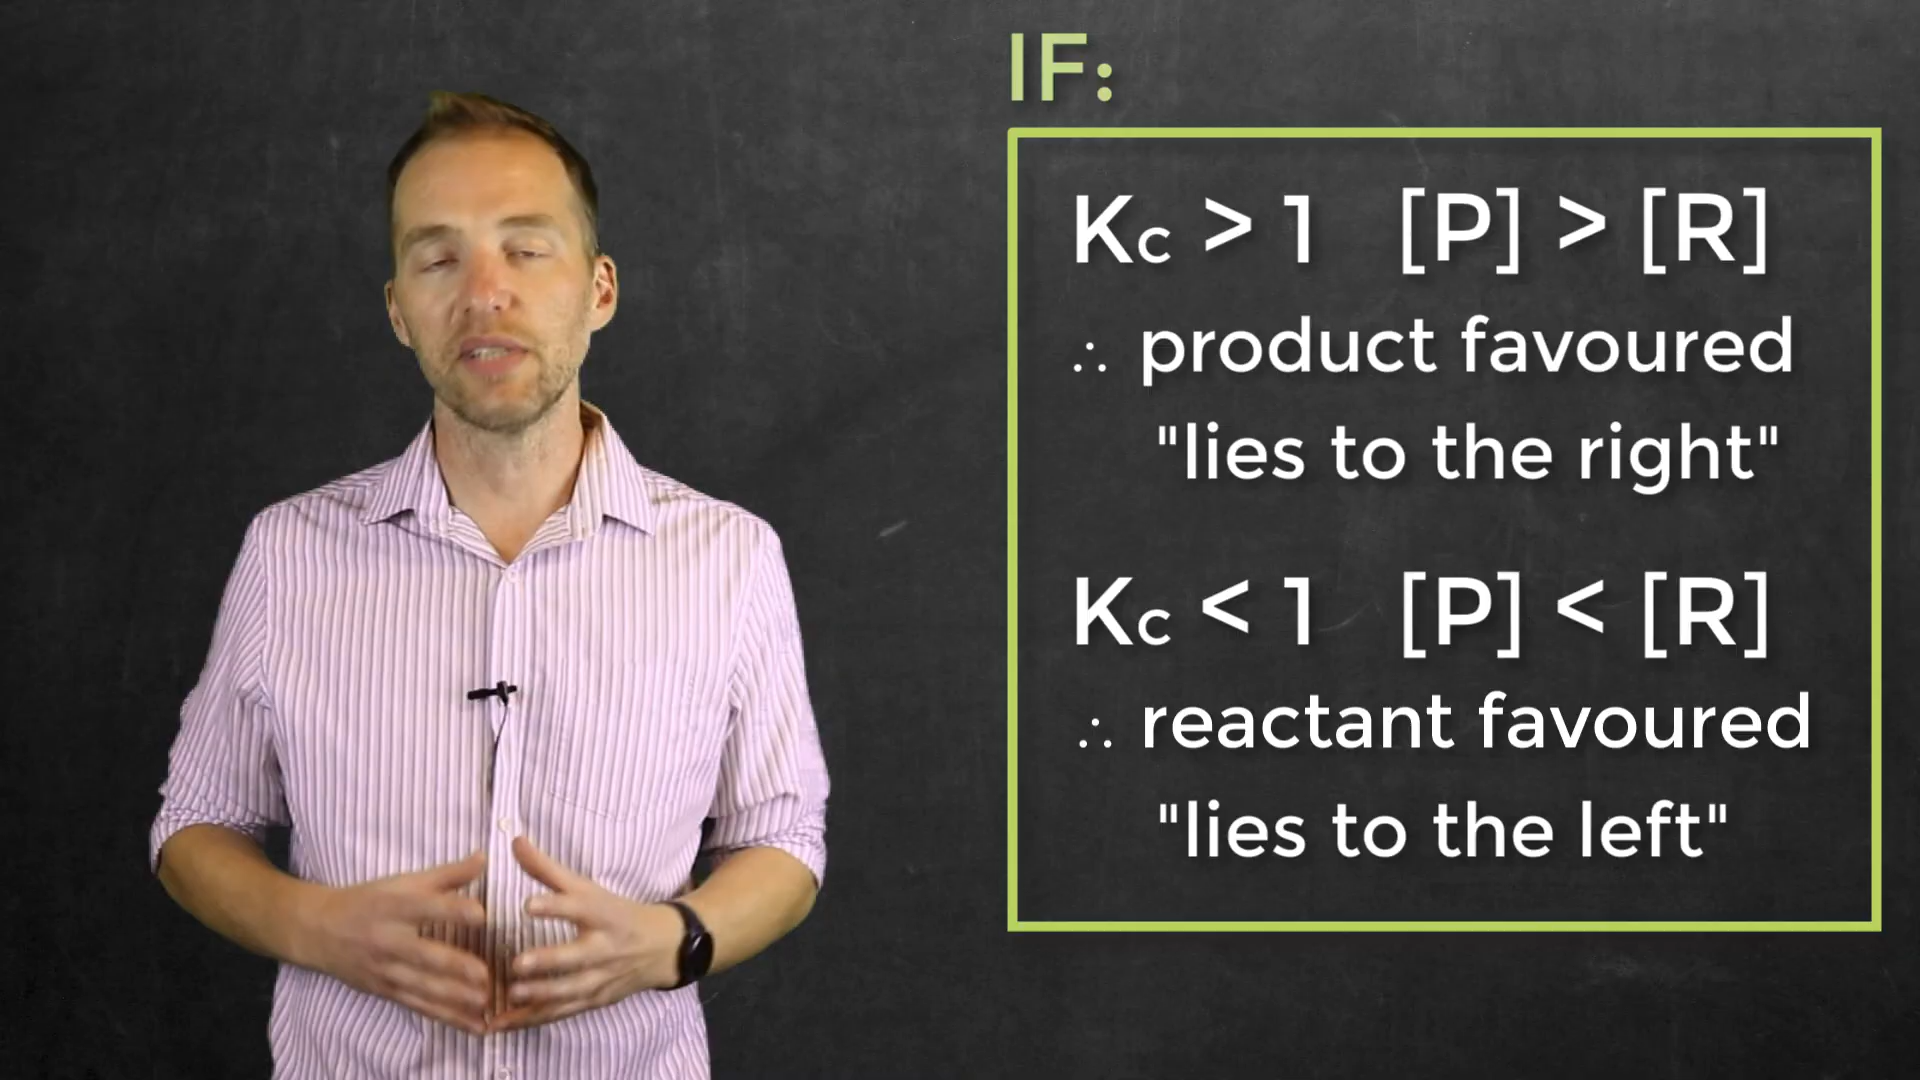 IF:
Kc > 1 [P] > [R]
∴ product favoured
"lies to the right"
Kc < 1 [P] < [R]
∴ reactant favoured
"lies to the left"